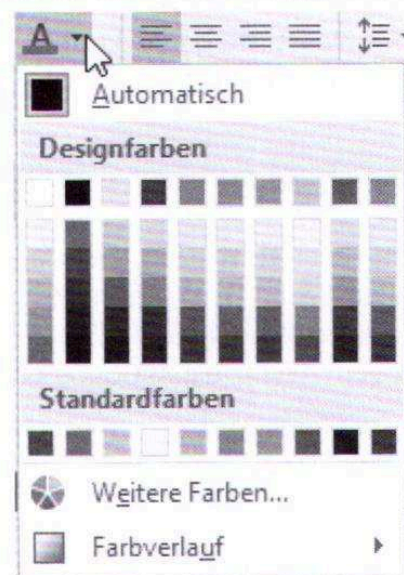 A
Automatisch
Designfarben
Standardfarben
Weitere Farben...
Farbverlauf